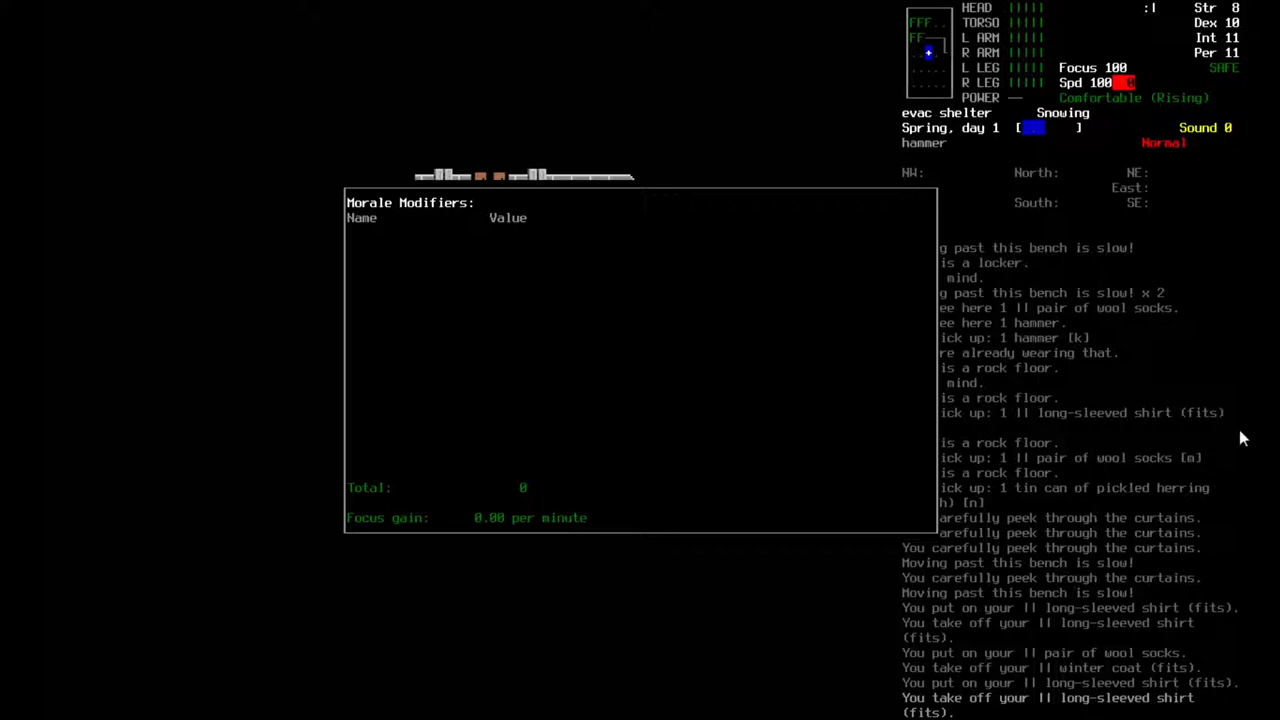 HEAD ||||| :| Str 8
FFF.. TORSO ||||| Dex 10
FF L ARM ||||| Int 11
R ARM ||||| Per 11
L LEG ||||| Focus 100 SAFE
R LEG ||||| Spd 100
POWER — Comfortable (Rising)
evac shelter Snowing
Spring, day 1 [ ] Sound 0
hammer Normal
NW: North: NE:
East:
South: SE:
Morale Modifiers:
Name Value
Total: 0
Focus gain: 0.00 per minute
g past this bench is slow!
is a locker.
mind.
g past this bench is slow! x 2
ee here 1 || pair of wool socks.
ee here 1 hammer.
ick up: 1 hammer [k]
re already wearing that.
is a rock floor.
mind.
is a rock floor.
ick up: 1 || long-sleeved shirt (fits)
is a rock floor.
ick up: 1 || pair of wool socks [m]
is a rock floor.
ick up: 1 tin can of pickled herring
h) [n]
arefully peek through the curtains.
arefully peek through the curtains.
You carefully peek through the curtains.
Moving past this bench is slow!
You carefully peek through the curtains.
Moving past this bench is slow!
You put on your || long-sleeved shirt (fits).
You take off your || long-sleeved shirt
(fits).
You put on your || pair of wool socks.
You take off your || winter coat (fits).
You put on your || long-sleeved shirt (fits).
You take off your || long-sleeved shirt
(fits).